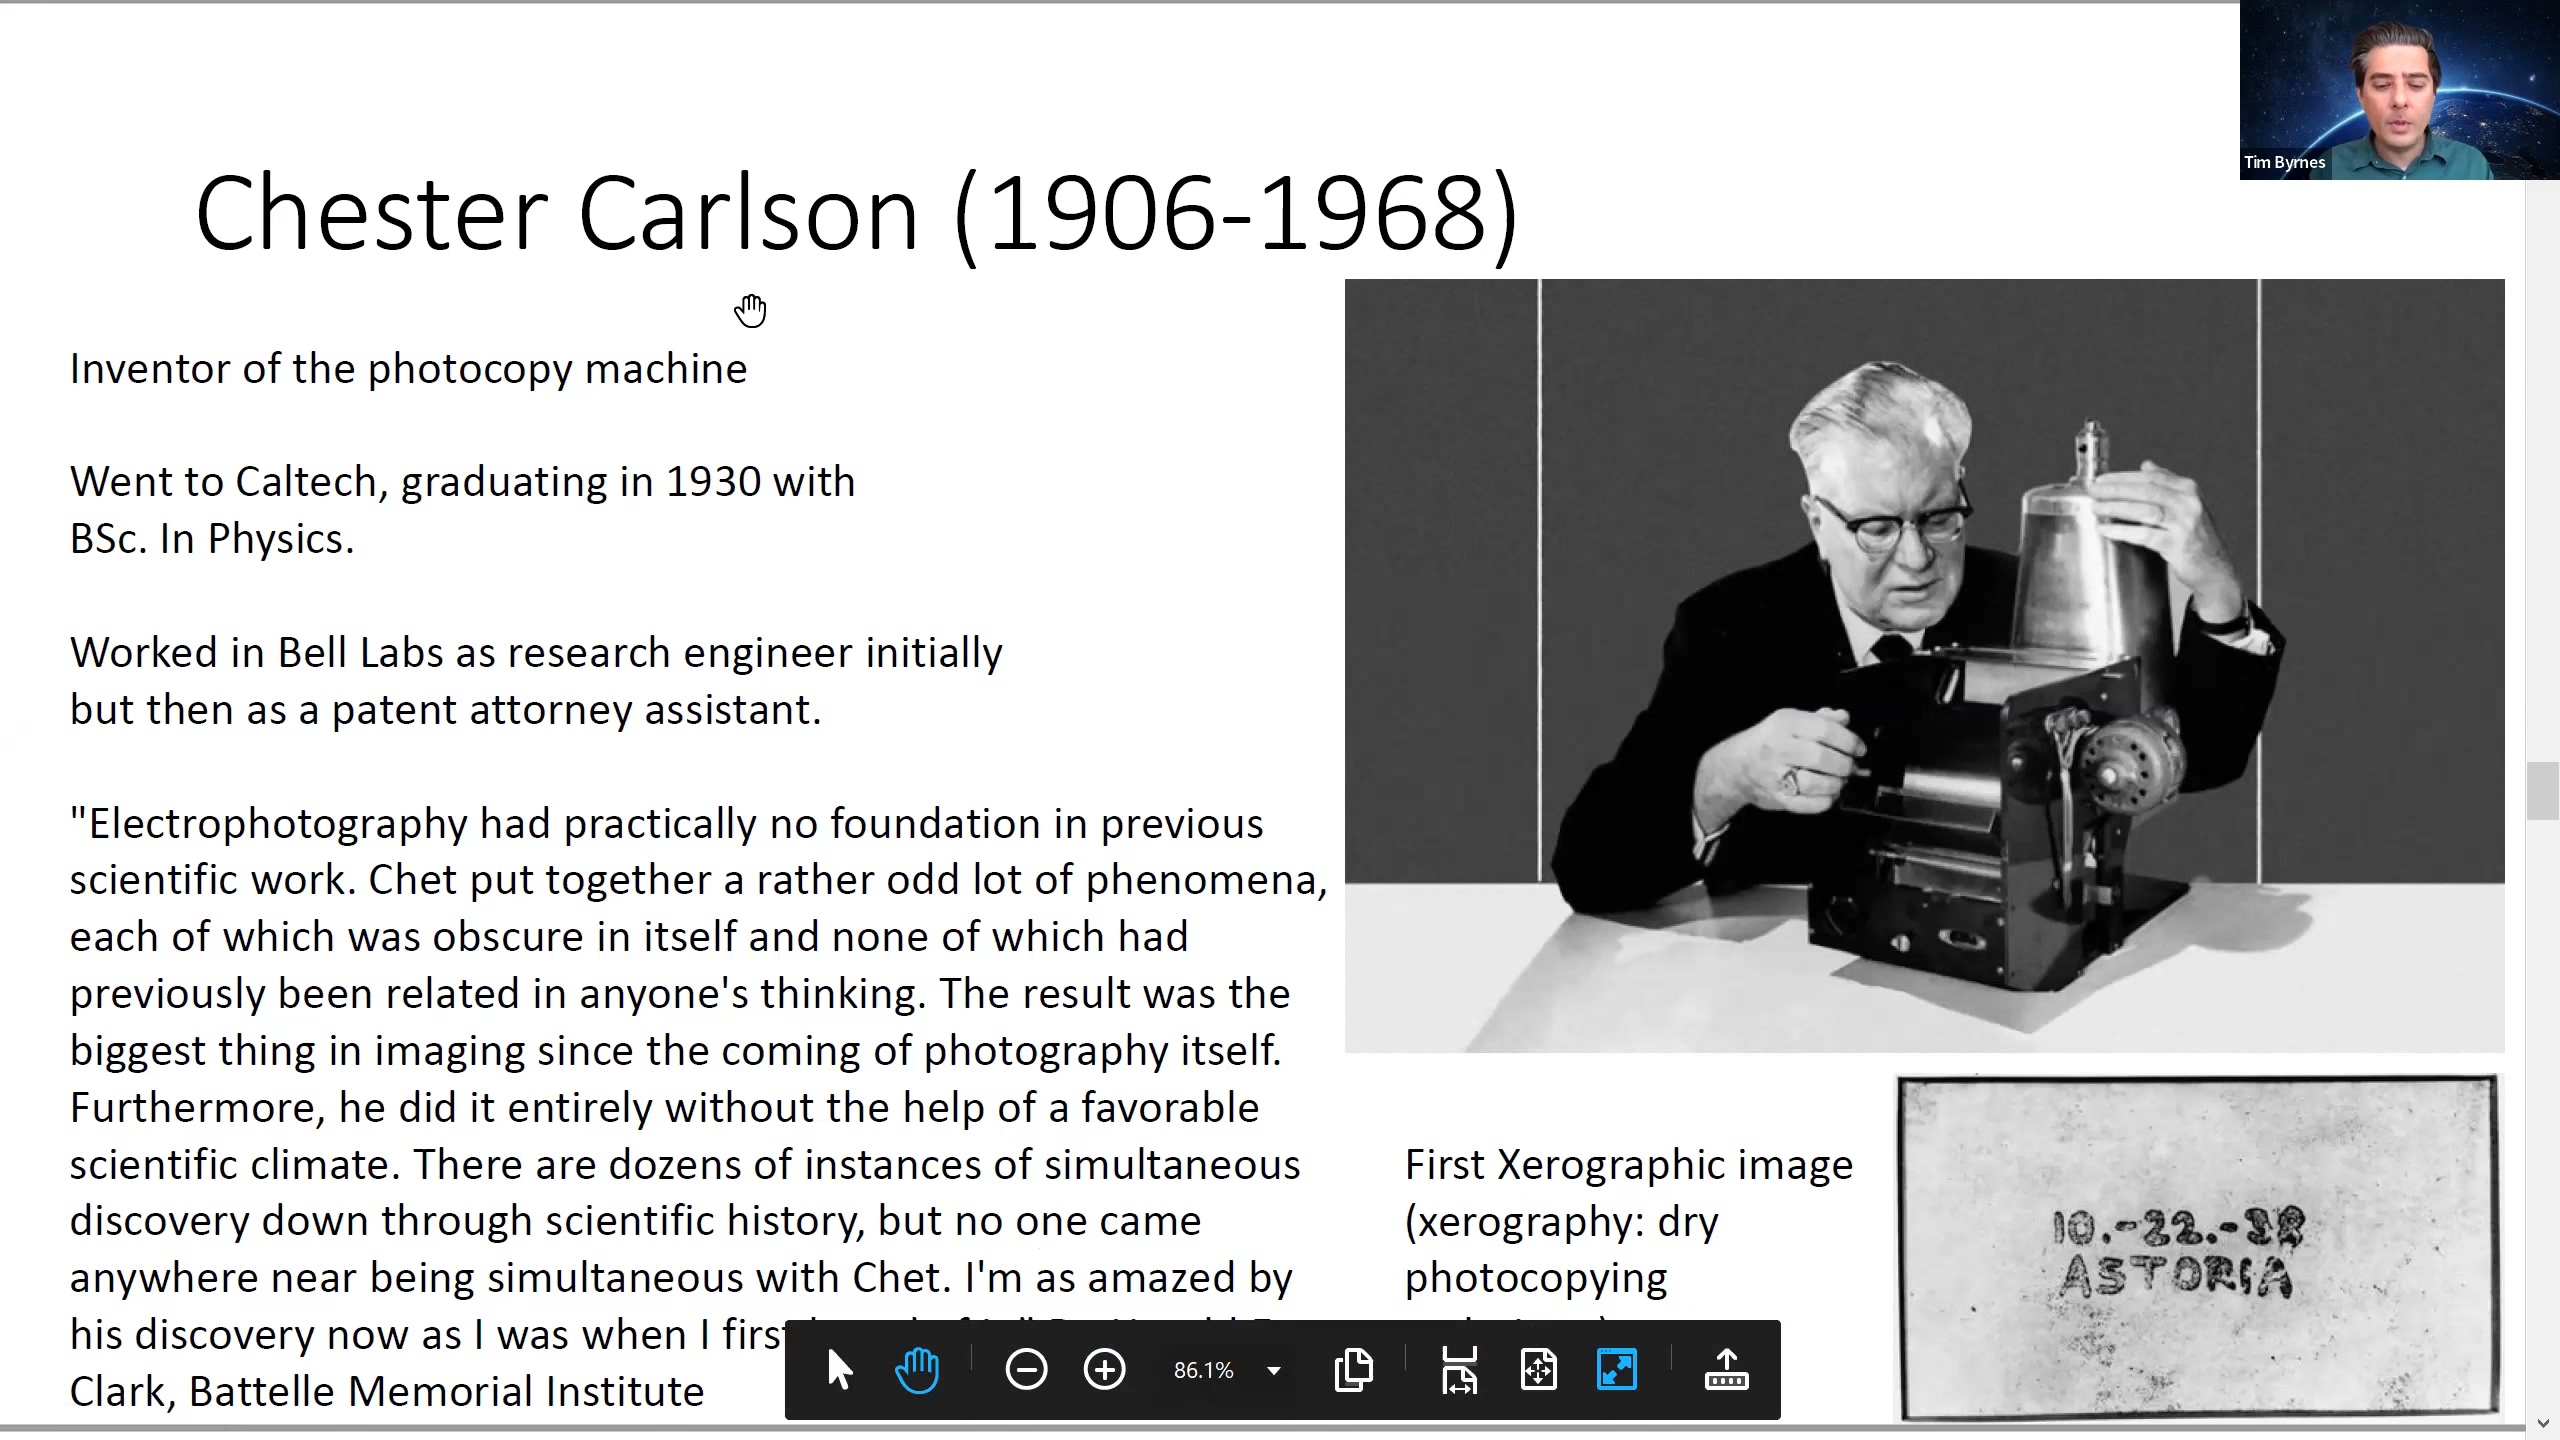 Tim Byrnes
Chester Carlson (1906-1968)
Inventor of the photocopy machine
Went to Caltech, graduating in 1930 with
BSc. In Physics.
Worked in Bell Labs as research engineer initially
but then as a patent attorney assistant.
"Electrophotography had practically no foundation in previous
scientific work. Chet put together a rather odd lot of phenomena,
each of which was obscure in itself and none of which had
previously been related in anyone's thinking. The result was the
biggest thing in imaging since the coming of photography itself.
Furthermore, he did it entirely without the help of a favorable
scientific climate. There are dozens of instances of simultaneous
discovery down through scientific history, but no one came
anywhere near being simultaneous with Chet. I'm as amazed by
his discovery now as I was when I first
Clark, Battelle Memorial Institute
First Xerographic image
(xerography: dry
photocopying
10.-22.-38
ASTORIA
86.1%